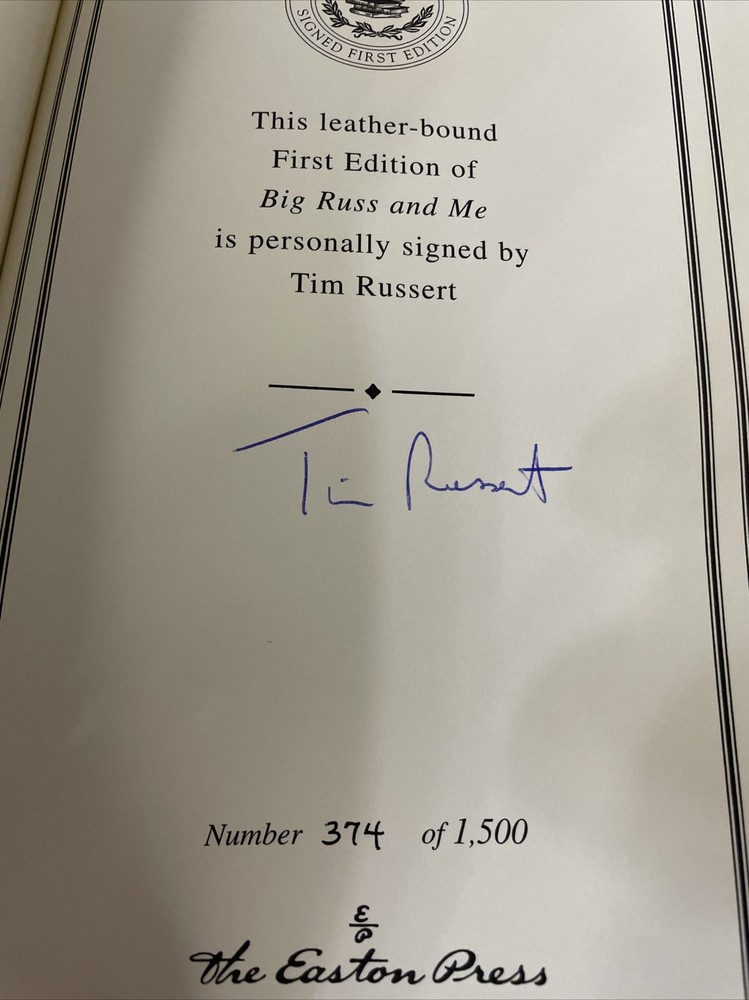 SIGNED FIRST EDITION
This leather-bound
First Edition of
Big Russ and Me
is personally signed by
Tim Russert
Tim Russert
Number 374 of 1,500
EP
The Easton Press